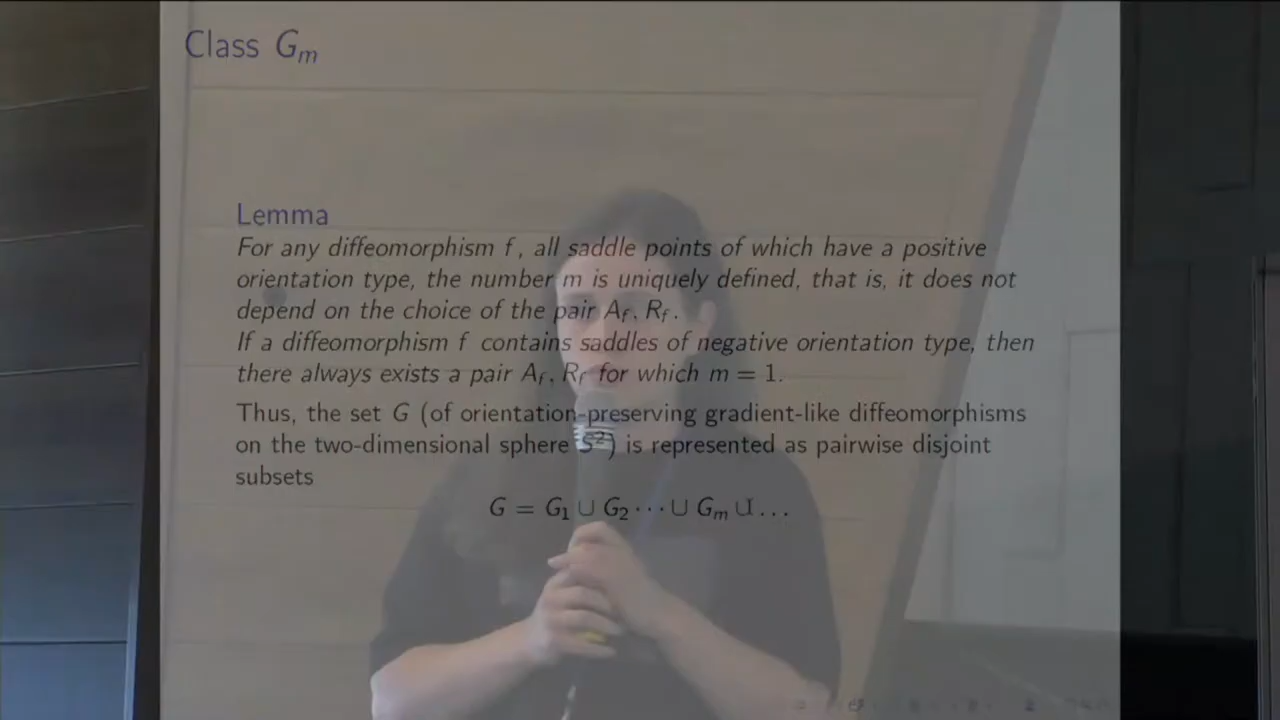 Class G_m
Lemma
For any diffeomorphism f, all saddle points of which have a positive
orientation type, the number m is uniquely defined, that is, it does not
depend on the choice of the pair A_f, R_f.
If a diffeomorphism f contains saddles of negative orientation type, then
there always exists a pair A_f, R_f for which m = 1.
Thus, the set G (of orientation-preserving gradient-like diffeomorphisms
on the two-dimensional sphere S²) is represented as pairwise disjoint
subsets
G = G₁ ∪ G₂ ⋯ ∪ G_m ∪ …